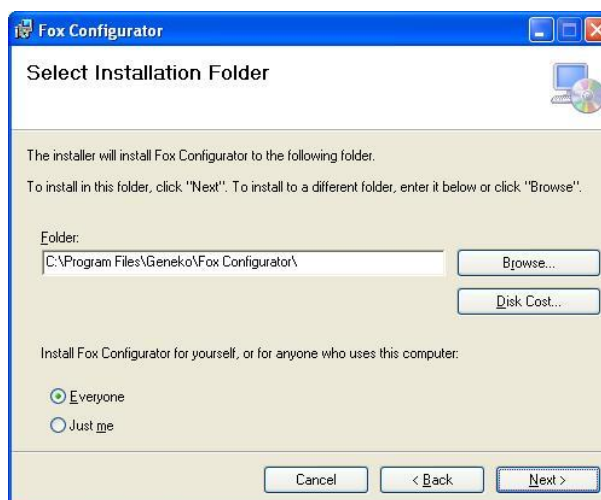 Fox Configurator
Select Installation Folder
The installer will install Fox Configurator to the following folder.
To install in this folder, click "Next". To install to a different folder, enter it below or click "Browse".
Folder:
C:\Program Files\Geneko\Fox Configurator\
Browse...
Disk Cost...
Install Fox Configurator for yourself, or for anyone who uses this computer:
Everyone
Just me
Cancel
< Back
Next >